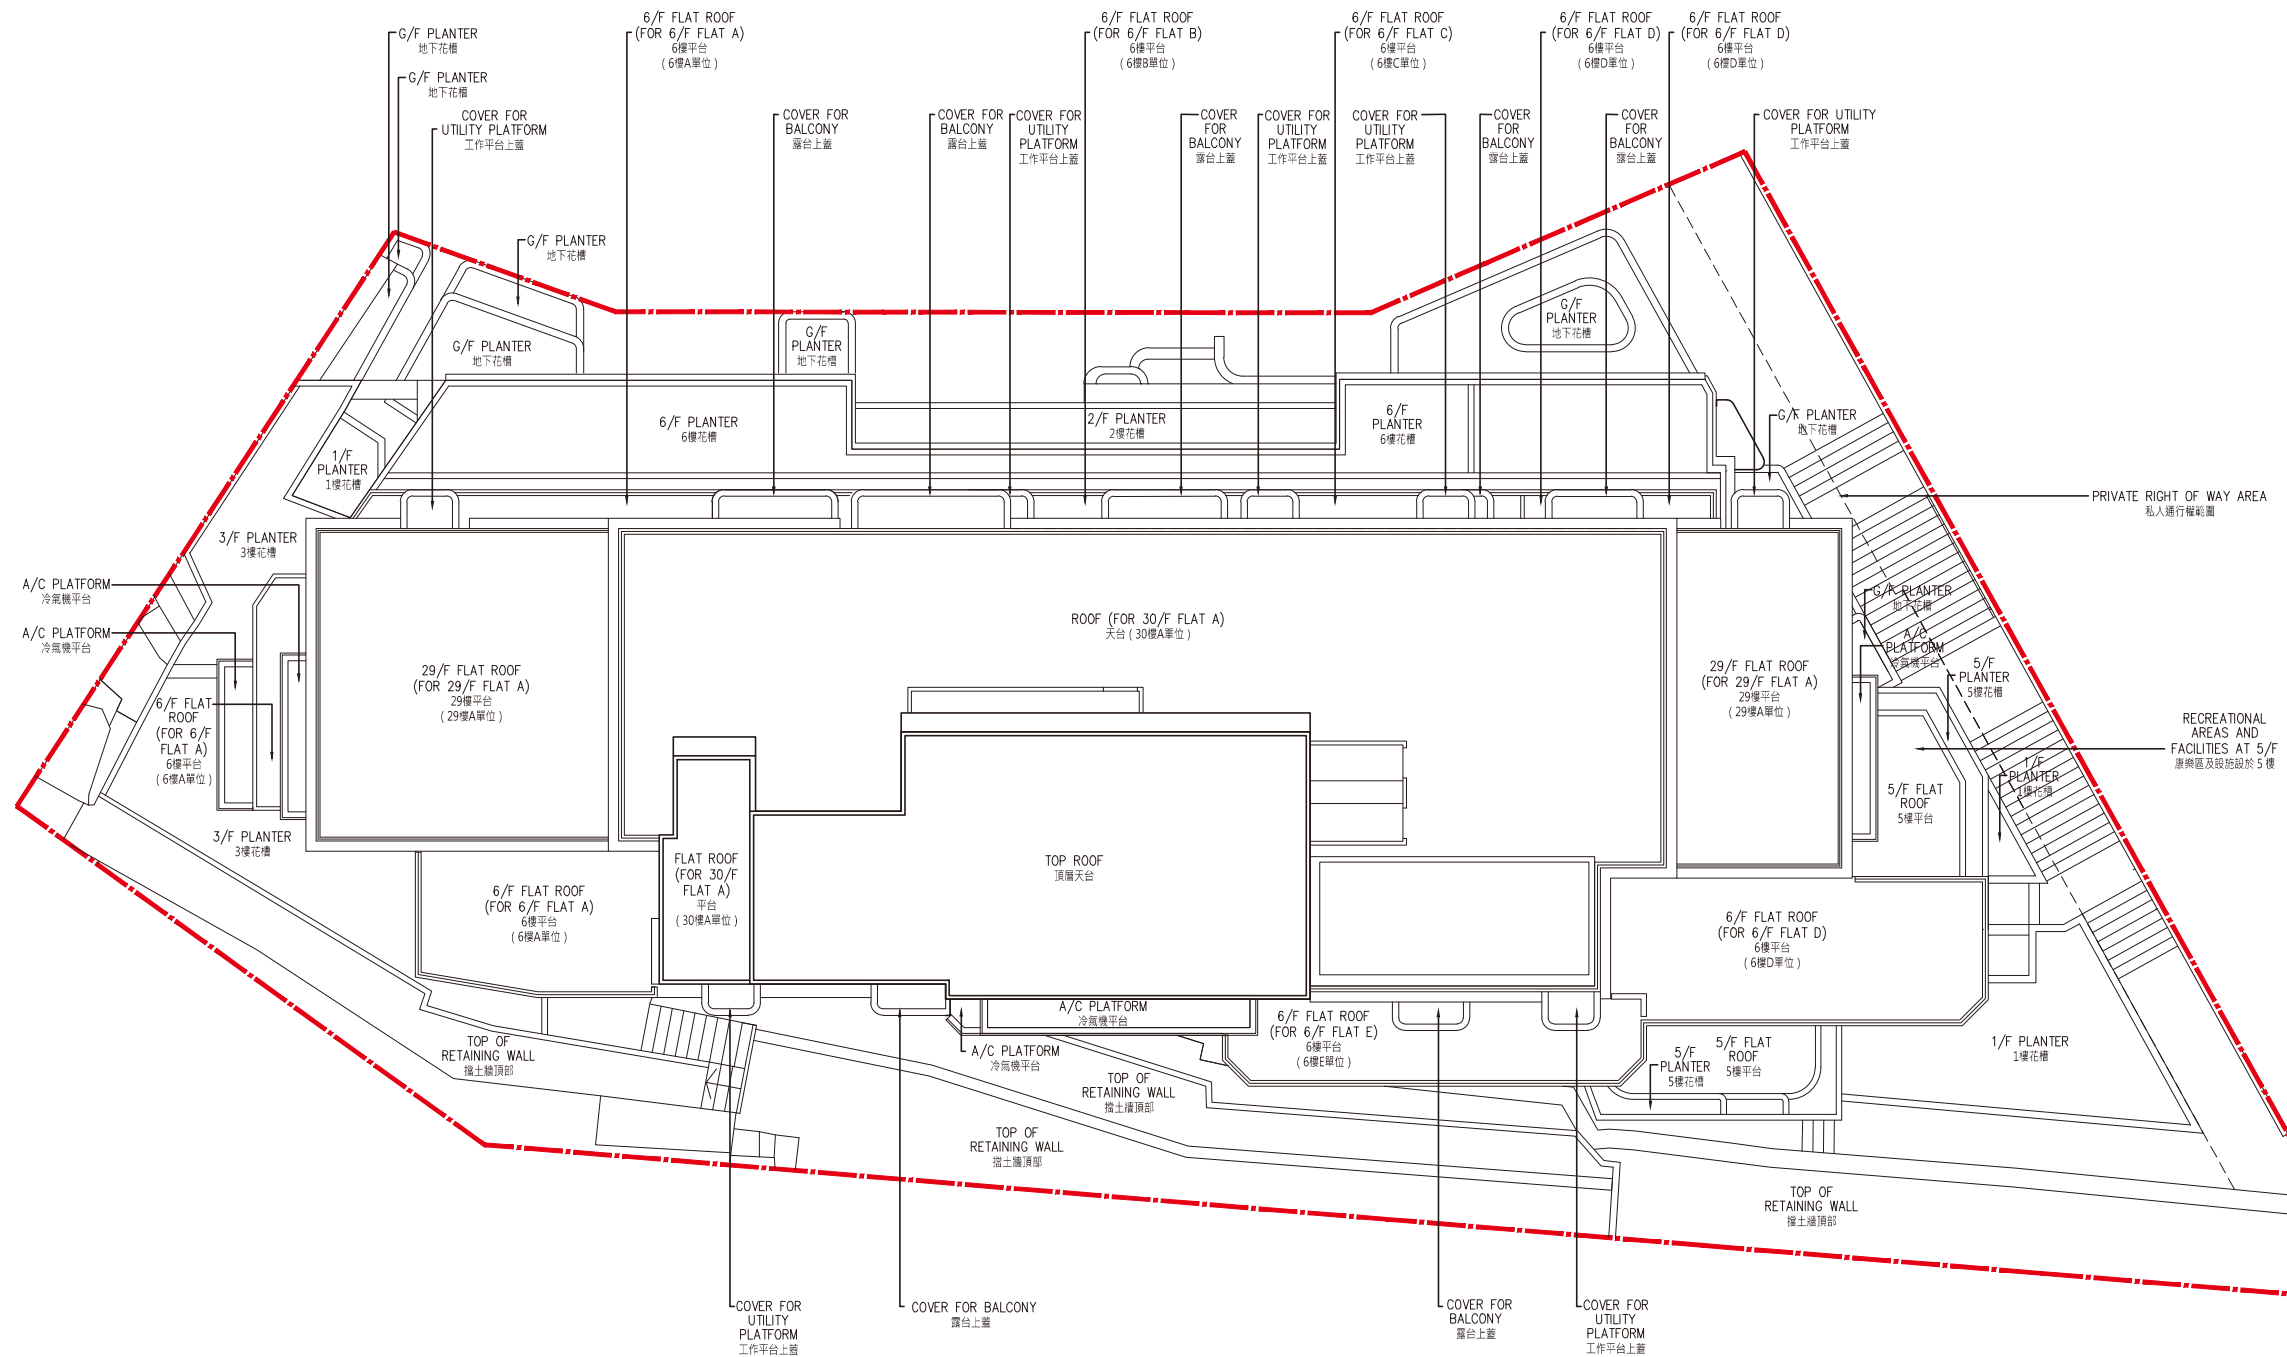 G/F PLANTER
地下花槽
G/F PLANTER
地下花槽
COVER FOR
UTILITY PLATFORM
工作平台上蓋
6/F FLAT ROOF
(FOR 6/F FLAT A)
6樓平台
( 6樓A單位 )
COVER FOR
BALCONY
露台上蓋
COVER FOR
BALCONY
露台上蓋
COVER FOR
UTILITY
PLATFORM
工作平台上蓋
6/F FLAT ROOF
(FOR 6/F FLAT B)
6樓平台
( 6樓B單位 )
COVER
FOR
BALCONY
露台上蓋
COVER FOR
UTILITY
PLATFORM
工作平台上蓋
6/F FLAT ROOF
(FOR 6/F FLAT C)
6樓平台
( 6樓C單位 )
COVER FOR
UTILITY
PLATFORM
工作平台上蓋
COVER
FOR
BALCONY
露台上蓋
6/F FLAT ROOF
(FOR 6/F FLAT D)
6樓平台
( 6樓D單位 )
COVER
FOR
BALCONY
露台上蓋
6/F FLAT ROOF
(FOR 6/F FLAT D)
6樓平台
( 6樓D單位 )
COVER FOR UTILITY
PLATFORM
工作平台上蓋
G/F PLANTER
地下花槽
G/F PLANTER
地下花槽
G/F
PLANTER
地下花槽
G/F
PLANTER
地下花槽
6/F PLANTER
6樓花槽
2/F PLANTER
2樓花槽
6/F
PLANTER
6樓花槽
G/F PLANTER
地下花槽
1/F
PLANTER
1樓花槽
PRIVATE RIGHT OF WAY AREA
私人通行權範圍
3/F PLANTER
3樓花槽
A/C PLATFORM
冷氣機平台
A/C PLATFORM
冷氣機平台
ROOF (FOR 30/F FLAT A)
天台 ( 30樓A單位 )
G/F PLANTER
地下花槽
A/C
PLATFORM
冷氣機平台
5/F
PLANTER
5樓花槽
29/F FLAT ROOF
(FOR 29/F FLAT A)
29樓平台
( 29樓A單位 )
29/F FLAT ROOF
(FOR 29/F FLAT A)
29樓平台
( 29樓A單位 )
6/F FLAT
ROOF
(FOR 6/F
FLAT A)
6樓平台
( 6樓A單位 )
RECREATIONAL
AREAS AND
FACILITIES AT 5/F
康樂區及設施設於 5 樓
1/F
PLANTER
1樓花槽
5/F FLAT
ROOF
5樓平台
3/F PLANTER
3樓花槽
FLAT ROOF
(FOR 30/F
FLAT A)
平台
( 30樓A單位 )
TOP ROOF
頂層天台
6/F FLAT ROOF
(FOR 6/F FLAT A)
6樓平台
( 6樓A單位 )
6/F FLAT ROOF
(FOR 6/F FLAT D)
6樓平台
( 6樓D單位 )
A/C PLATFORM
冷氣機平台
6/F FLAT ROOF
(FOR 6/F FLAT E)
6樓平台
( 6樓E單位 )
TOP OF
RETAINING WALL
擋土牆頂部
A/C PLATFORM
冷氣機平台
5/F
PLANTER
5樓花槽
5/F FLAT
ROOF
5樓平台
1/F PLANTER
1樓花槽
TOP OF
RETAINING WALL
擋土牆頂部
TOP OF
RETAINING WALL
擋土牆頂部
TOP OF
RETAINING WALL
擋土牆頂部
COVER FOR
UTILITY
PLATFORM
工作平台上蓋
COVER FOR BALCONY
露台上蓋
COVER FOR
BALCONY
露台上蓋
COVER FOR
UTILITY
PLATFORM
工作平台上蓋